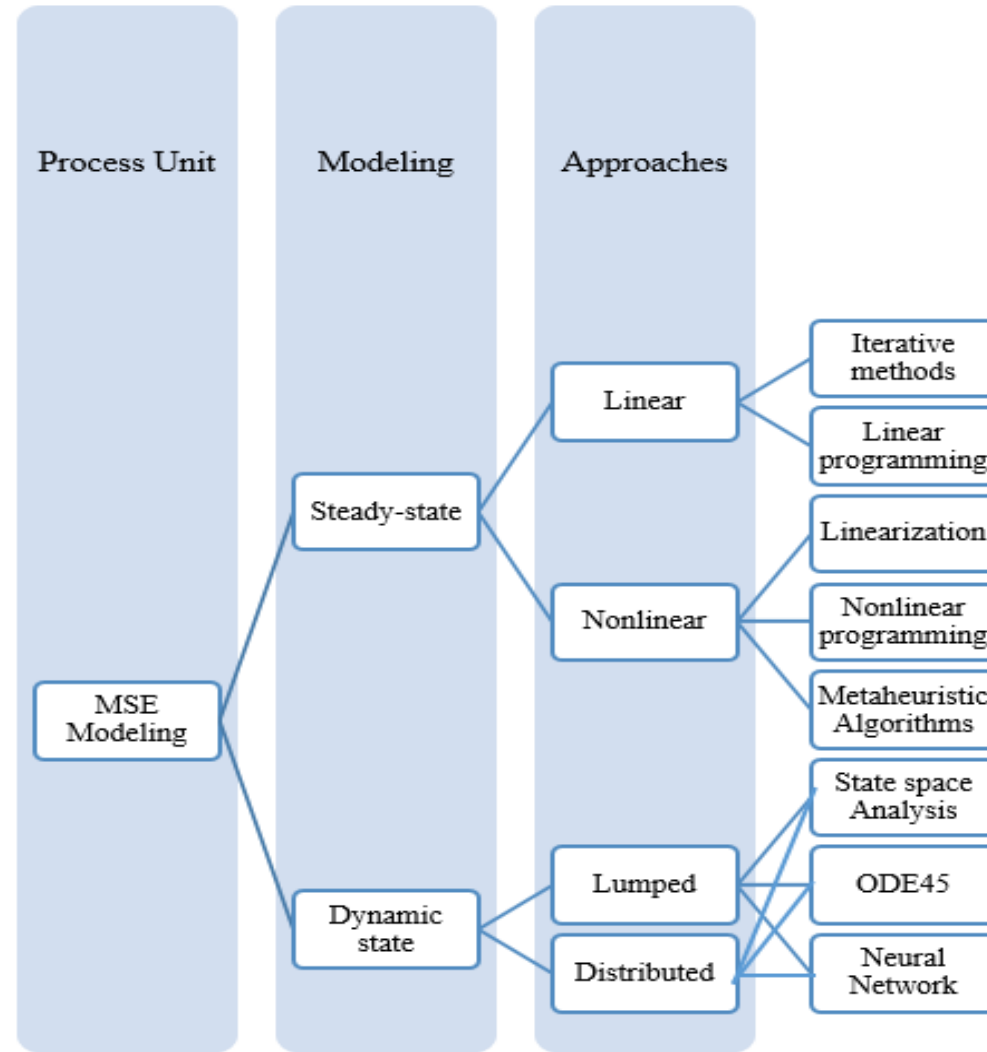 Process Unit
Modeling
Approaches
MSE
Modeling
Steady-state
Dynamic
state
Linear
Nonlinear
Lumped
Distributed
Iterative
methods
Linear
programming
Linearization
Nonlinear
programming
Metaheuristic
Algorithms
State space
Analysis
ODE45
Neural
Network